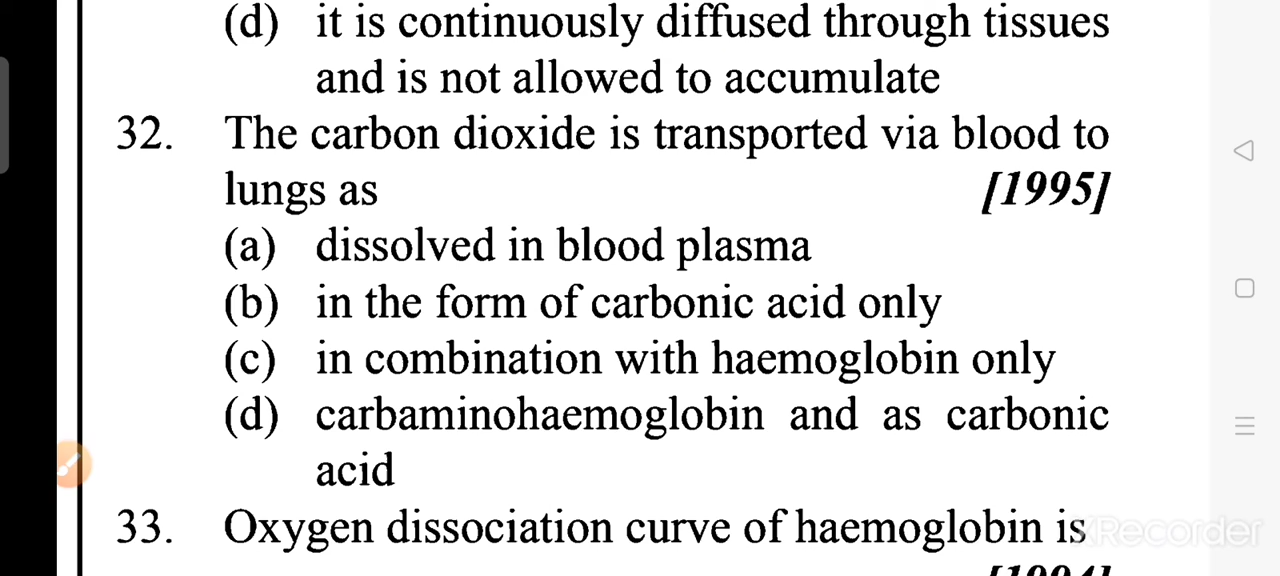 (d) it is continuously diffused through tissues
and is not allowed to accumulate
32. The carbon dioxide is transported via blood to
lungs as [1995]
(a) dissolved in blood plasma
(b) in the form of carbonic acid only
(c) in combination with haemoglobin only
(d) carbaminohaemoglobin and as carbonic
acid
33. Oxygen dissociation curve of haemoglobin is
XRecorder
[1994]